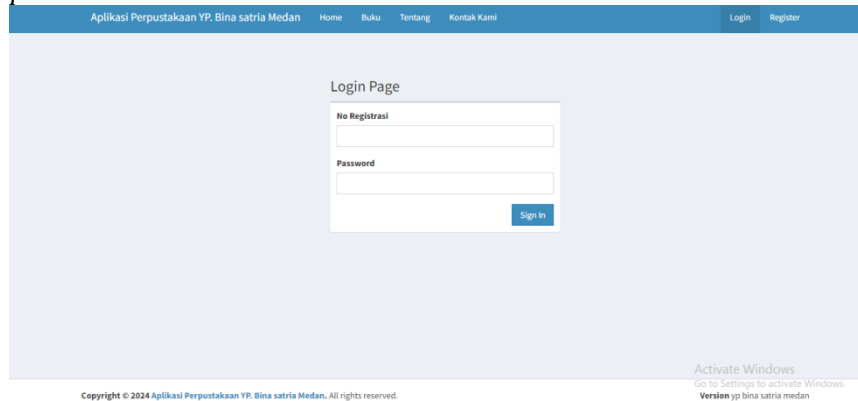 Aplikasi Perpustakaan YP. Bina satria Medan Home Buku Tentang Kontak Kami Login Register
Login Page
No Registrasi
Password
Sign In
Activate Windows
Go to Settings to activate Windows.
Copyright © 2024 Aplikasi Perpustakaan YP. Bina satria Medan. All rights reserved. Version yp bina satria medan